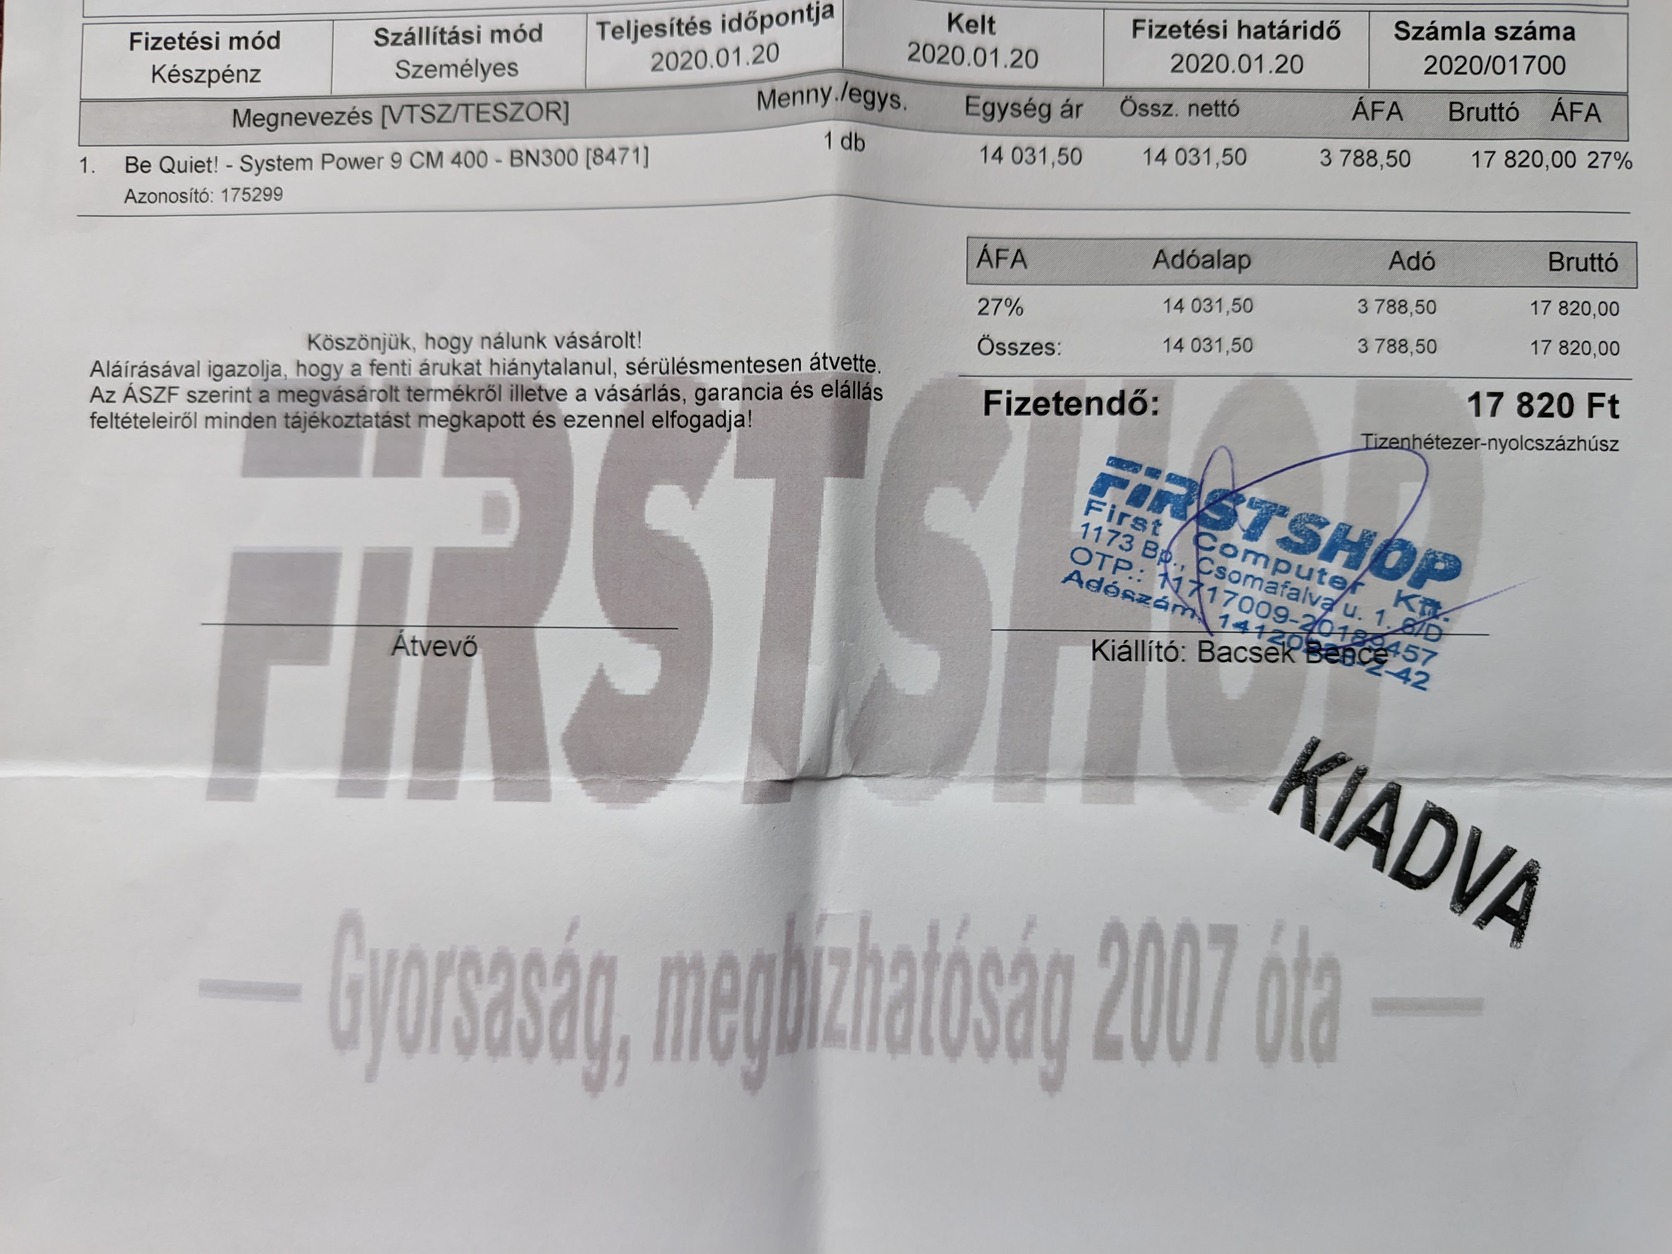 Fizetési mód Szállítási mód Teljesítés időpontja Kelt Fizetési határidő Számla száma
Készpénz Személyes 2020.01.20 2020.01.20 2020.01.20 2020/01700
Megnevezés [VTSZ/TESZOR] Menny./egys. Egység ár Össz. nettó ÁFA Bruttó ÁFA
1. Be Quiet! - System Power 9 CM 400 - BN300 [8471] 1 db 14 031,50 14 031,50 3 788,50 17 820,00 27%
Azonosító: 175299
ÁFA Adóalap Adó Bruttó
27% 14 031,50 3 788,50 17 820,00
Összes: 14 031,50 3 788,50 17 820,00
Köszönjük, hogy nálunk vásárolt!
Aláírásával igazolja, hogy a fenti árukat hiánytalanul, sérülésmentesen átvette.
Az ÁSZF szerint a megvásárolt termékről illetve a vásárlás, garancia és elállás
feltételeiről minden tájékoztatást megkapott és ezennel elfogadja!
Fizetendő: 17 820 Ft
Tizenhétezer-nyolcszázhúsz
FiRSTSHOP
FiRSTSHOP
First Computer Kft.
1173 Bp., Csomafalva u. 1. 6/D
OTP.: 11717009-20189457
Adószám:
Átvevő
Kiállító: Bacsek Bence
KIADVA
— Gyorsaság, megbízhatóság 2007 óta —